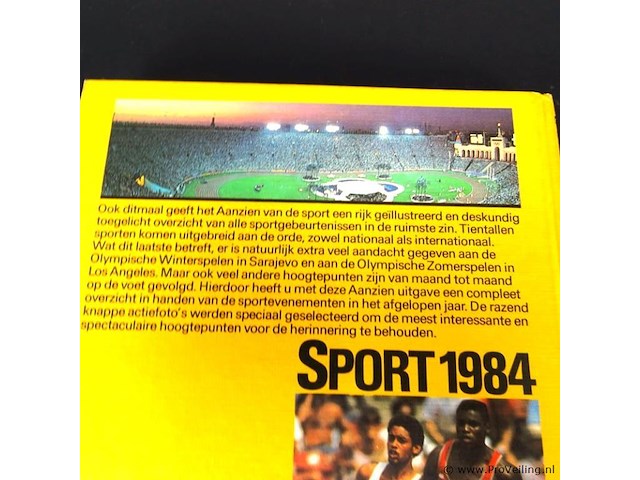 Ook ditmaal geeft het Aanzien van de sport een rijk geïllustreerd en deskundig
toegelicht overzicht van alle sportgebeurtenissen in de ruimste zin. Tientallen
sporten komen uitgebreid aan de orde, zowel nationaal als internationaal.
Wat dit laatste betreft, er is natuurlijk extra veel aandacht gegeven aan de
Olympische Winterspelen in Sarajevo en aan de Olympische Zomerspelen in
Los Angeles. Maar ook veel andere hoogtepunten zijn van maand tot maand
op de voet gevolgd. Hierdoor heeft u met deze Aanzien uitgave een compleet
overzicht in handen van de sportevenementen in het afgelopen jaar. De razend
knappe actiefoto's werden speciaal geselecteerd om de meest interessante en
spectaculaire hoogtepunten voor de herinnering te behouden.
SPORT 1984
© www.ProVeiling.nl